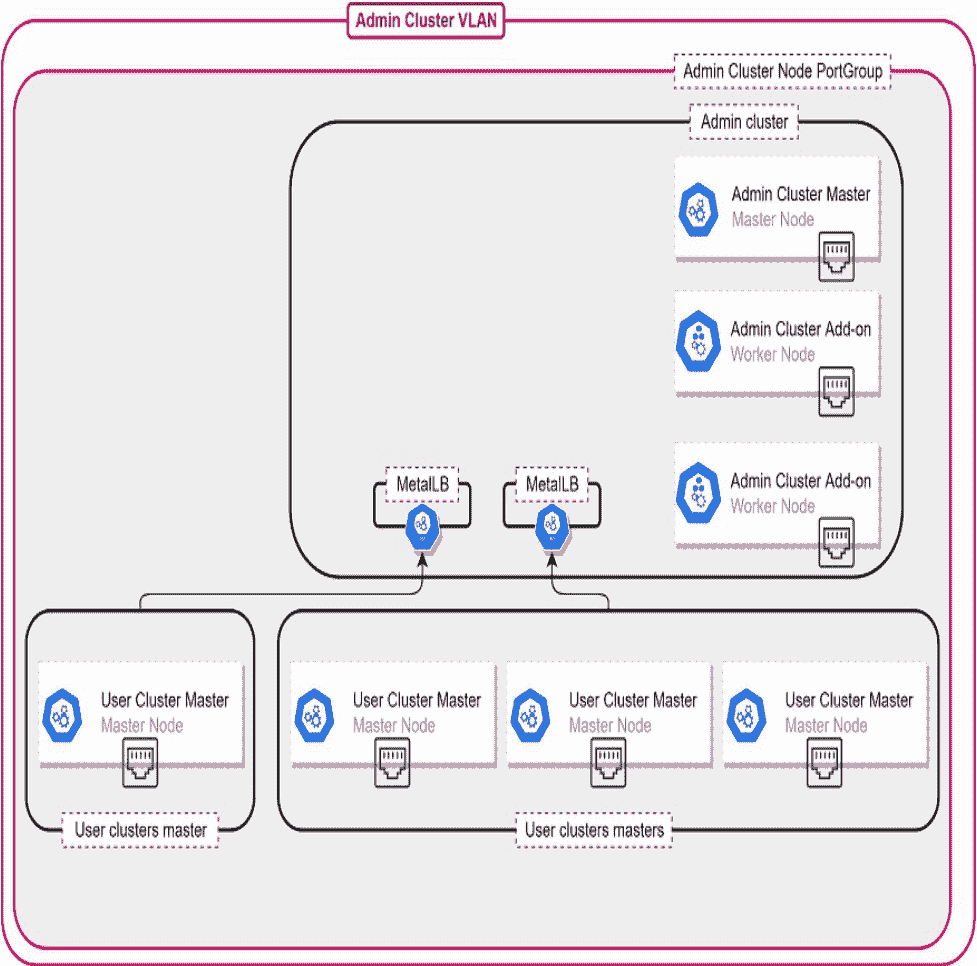 Admin Cluster VLAN
Admin Cluster Node PortGroup
Admin cluster
Admin Cluster Master
Master Node
Admin Cluster Add-on
Worker Node
MetalLB
MetalLB
Admin Cluster Add-on
Worker Node
User Cluster Master
Master Node
User Cluster Master
Master Node
User Cluster Master
Master Node
User Cluster Master
Master Node
User clusters master
User clusters masters